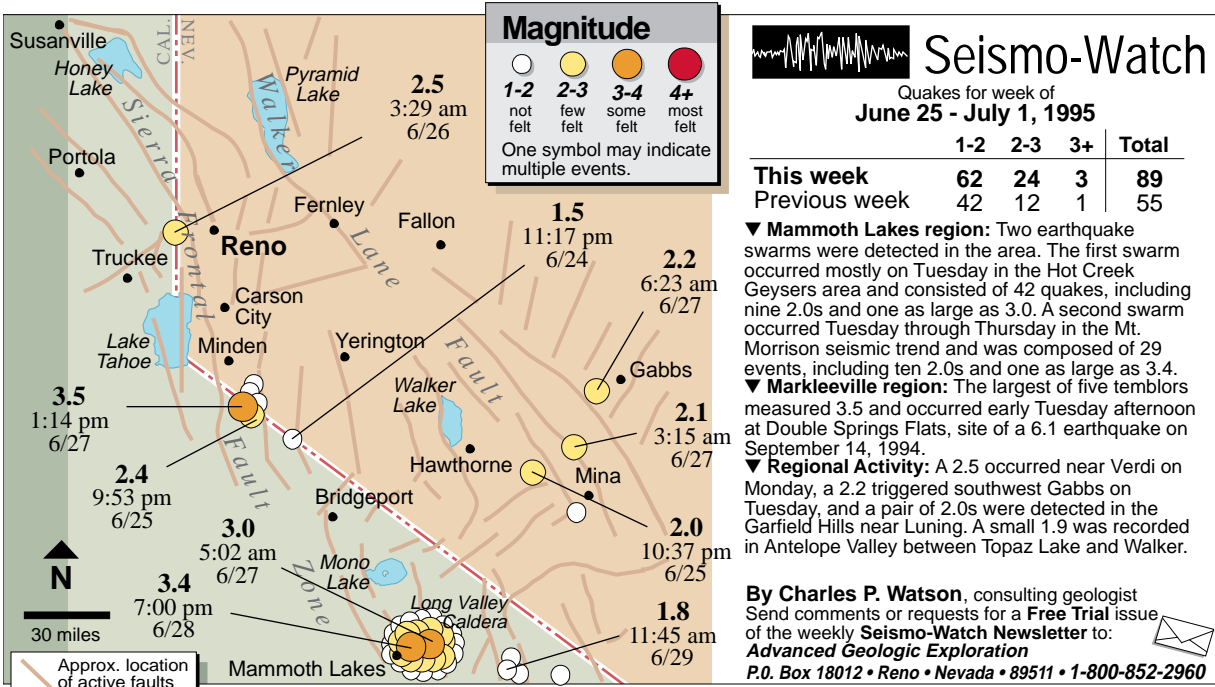 Susanville
CAL.
NEV.
Honey
Lake
Pyramid
Lake
Sierra
Walker
2.5
3:29 am
6/26
Portola
Fernley
Fallon
Reno
Frontal
Lane
Truckee
1.5
11:17 pm
6/24
2.2
6:23 am
6/27
Carson
City
Lake
Tahoe
Minden
Yerington
Fault
Gabbs
Walker
Lake
3.5
1:14 pm
6/27
2.1
3:15 am
6/27
Fault
Hawthorne
Mina
2.4
9:53 pm
6/25
Bridgeport
2.0
10:37 pm
6/25
3.0
5:02 am
6/27
Mono
Lake
Zone
N
30 miles
3.4
7:00 pm
6/28
Long Valley
Caldera
1.8
11:45 am
6/29
Mammoth Lakes
Approx. location
of active faults
Magnitude
1-2 2-3 3-4 4+
not few some most
felt felt felt felt
One symbol may indicate
multiple events.
Seismo-Watch
Quakes for week of
June 25 - July 1, 1995
1-2 2-3 3+ Total
This week 62 24 3 89
Previous week 42 12 1 55
▼ Mammoth Lakes region: Two earthquake
swarms were detected in the area. The first swarm
occurred mostly on Tuesday in the Hot Creek
Geysers area and consisted of 42 quakes, including
nine 2.0s and one as large as 3.0. A second swarm
occurred Tuesday through Thursday in the Mt.
Morrison seismic trend and was composed of 29
events, including ten 2.0s and one as large as 3.4.
▼ Markleeville region: The largest of five temblors
measured 3.5 and occurred early Tuesday afternoon
at Double Springs Flats, site of a 6.1 earthquake on
September 14, 1994.
▼ Regional Activity: A 2.5 occurred near Verdi on
Monday, a 2.2 triggered southwest Gabbs on
Tuesday, and a pair of 2.0s were detected in the
Garfield Hills near Luning. A small 1.9 was recorded
in Antelope Valley between Topaz Lake and Walker.
By Charles P. Watson, consulting geologist
Send comments or requests for a Free Trial issue
of the weekly Seismo-Watch Newsletter to:
Advanced Geologic Exploration
P.O. Box 18012 • Reno • Nevada • 89511 • 1-800-852-2960